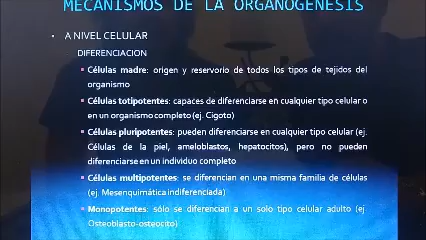 MECANISMOS DE LA ORGANOGENESIS
• A NIVEL CELULAR
DIFERENCIACION
▪ Células madre: origen y reservorio de todos los tipos de tejidos del
organismo
▪ Células totipotentes: capaces de diferenciarse en cualquier tipo celular o
en un organismo completo (ej. Cigoto)
▪ Células pluripotentes: pueden diferenciarse en cualquier tipo celular (ej.
Células de la piel, ameloblastos, hepatocitos), pero no pueden
diferenciarse en un individuo completo
▪ Células multipotentes: se diferencian en una misma familia de células
(ej. Mesenquimática indiferenciada)
▪ Monopotentes: sólo se diferencian a un solo tipo celular adulto (ej.
Osteoblasto-osteocito)